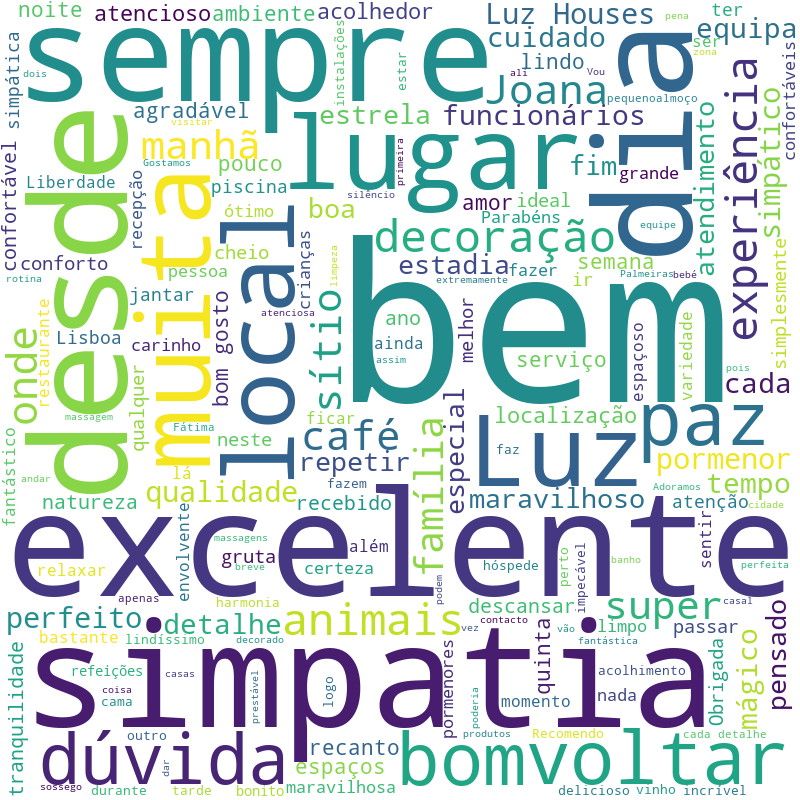 noite
atencioso
ambiente
acolhedor
Luz Houses
ter
pena
equipa
sempre
dia
cuidado
ser
zona
simpática
dois
instalações
estar
lindo
ali
Vou
Joana
pequenoalmoço
confortáveis
agradável
estrela
funcionários
experiência
simpático
atendimento
desde
visitar
manhã
lugar
primeira
Gostamos
pouco
fim
grande
confortável
Liberdade
recepção
muita
piscina
silêncio
amor
ideal
local
ótimo
boa
Parabéns
equipe
decoração
conforto
cheio
crianças
limpeza
estadia
fazer
semana
Palmeiras
bebé
rotina
pessoa
extremamente
ir
simplesmente
jantar
sítio
bem
restaurante
onde
Lisboa
carinho
bom gosto
atenciosa
ano
ainda
assim
melhor
serviço
espaçoso
variedade
pois
cada
massagem
qualquer
ficar
especial
localização
paz
fantástico
Fátima
neste
café
Luz
faz
andar
lá
repetir
família
pormenor
qualidade
fazem
Adoramos
tempo
natureza
recebido
maravilhoso
atenção
cidade
excelente
envolvente
massagens
gruta
além
sentir
relaxar
breve
certeza
hóspede
perto
impecável
banho
perfeita
apenas
harmonia
podem
descansar
super
casal
pensado
perfeito
detalhe
animais
contacto
limpo
passar
mágico
bastante
lindíssimo
decorado
vez
vão
fantástica
simpatia
quinta
Obrigada
tranquilidade
refeições
casas
acolhimento
coisa
cama
prestável
logo
pormenores
poderia
momento
nada
outro
dúvida
recanto
produtos
Recomendo
cada detalhe
bomvoltar
dar
espaços
sossego
durante
tarde
bonito
maravilhosa
delicioso
vinho
incrível